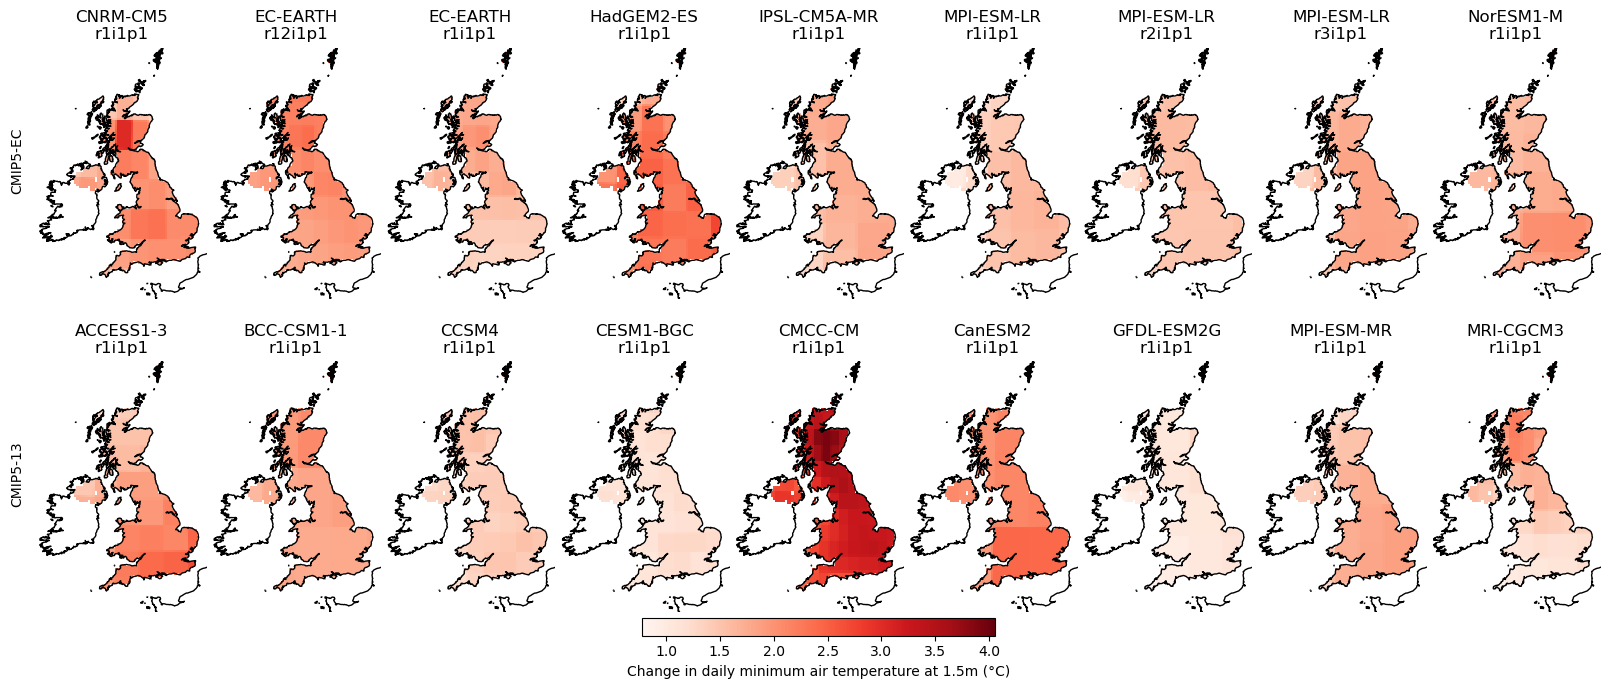 CNRM-CM5
r1i1p1
EC-EARTH
r12i1p1
EC-EARTH
r1i1p1
HadGEM2-ES
r1i1p1
IPSL-CM5A-MR
r1i1p1
MPI-ESM-LR
r1i1p1
MPI-ESM-LR
r2i1p1
MPI-ESM-LR
r3i1p1
NorESM1-M
r1i1p1
CMIP5-EC
ACCESS1-3
r1i1p1
BCC-CSM1-1
r1i1p1
CCSM4
r1i1p1
CESM1-BGC
r1i1p1
CMCC-CM
r1i1p1
CanESM2
r1i1p1
GFDL-ESM2G
r1i1p1
MPI-ESM-MR
r1i1p1
MRI-CGCM3
r1i1p1
CMIP5-13
1.0 1.5 2.0 2.5 3.0 3.5 4.0
Change in daily minimum air temperature at 1.5m (°C)